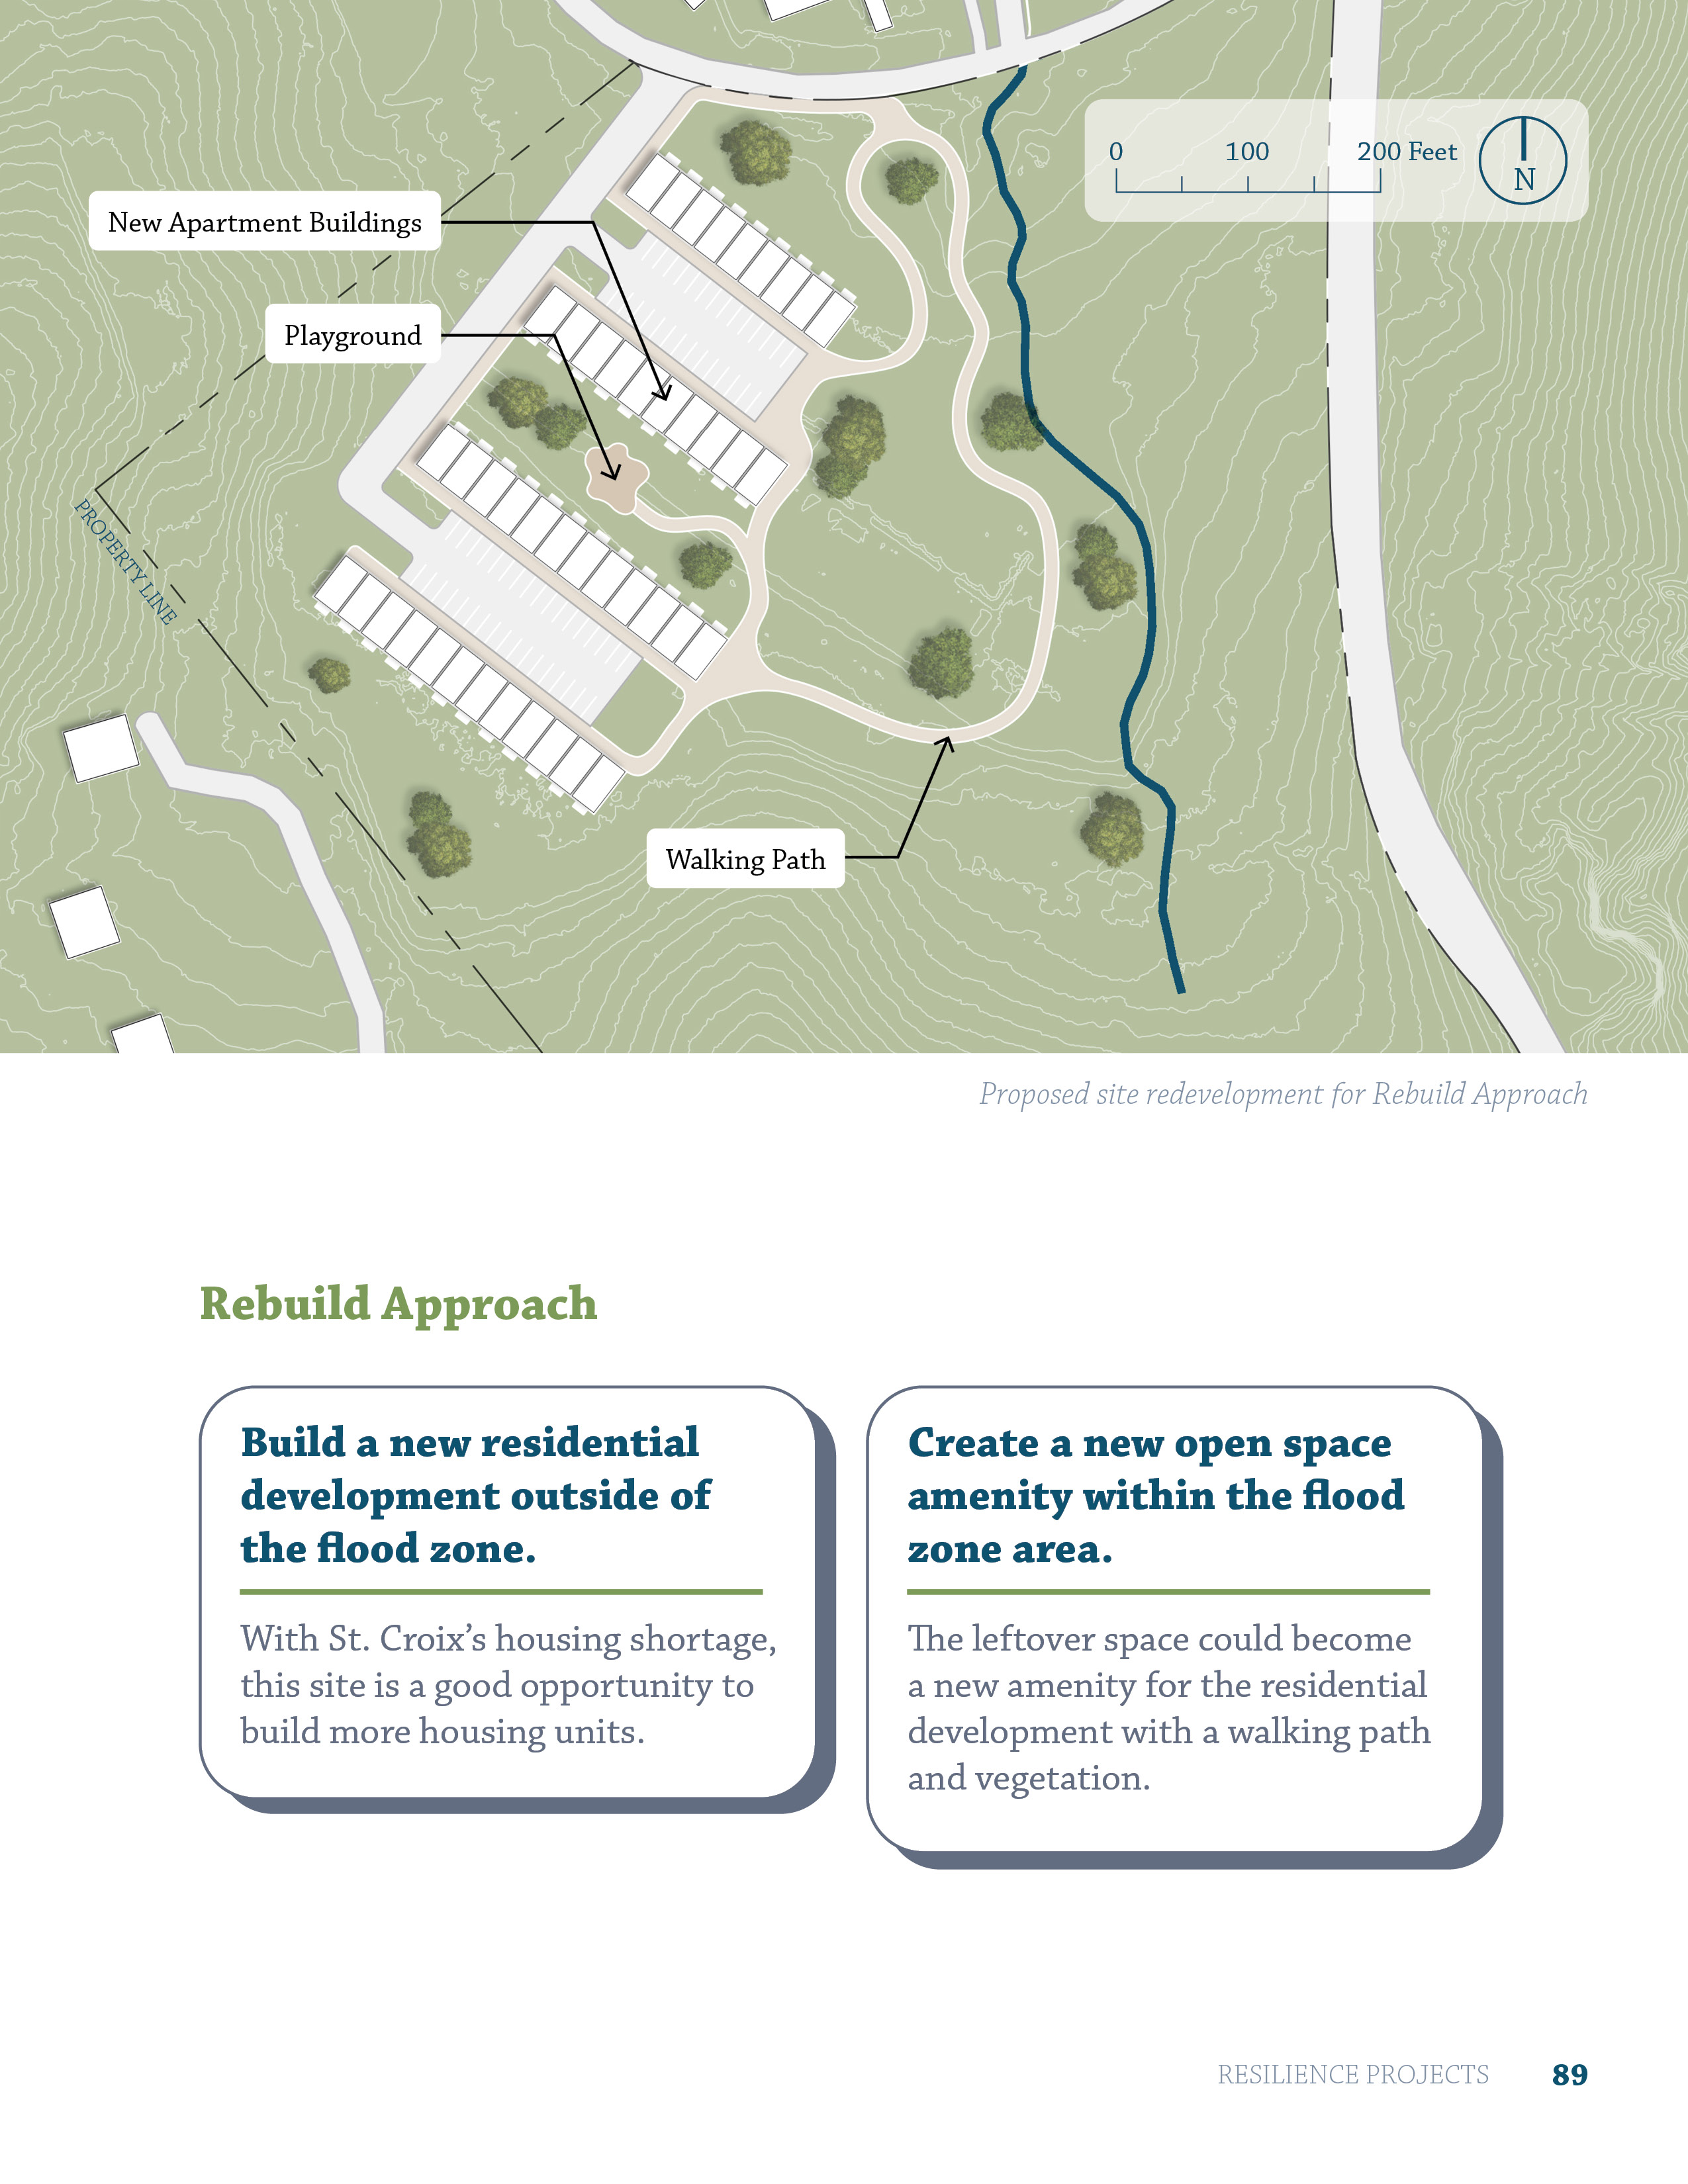 0 100 200 Feet
N
New Apartment Buildings
Playground
PROPERTY LINE
Walking Path
Proposed site redevelopment for Rebuild Approach
Rebuild Approach
Build a new residential
development outside of
the flood zone.
With St. Croix’s housing shortage,
this site is a good opportunity to
build more housing units.
Create a new open space
amenity within the flood
zone area.
The leftover space could become
a new amenity for the residential
development with a walking path
and vegetation.
RESILIENCE PROJECTS 89